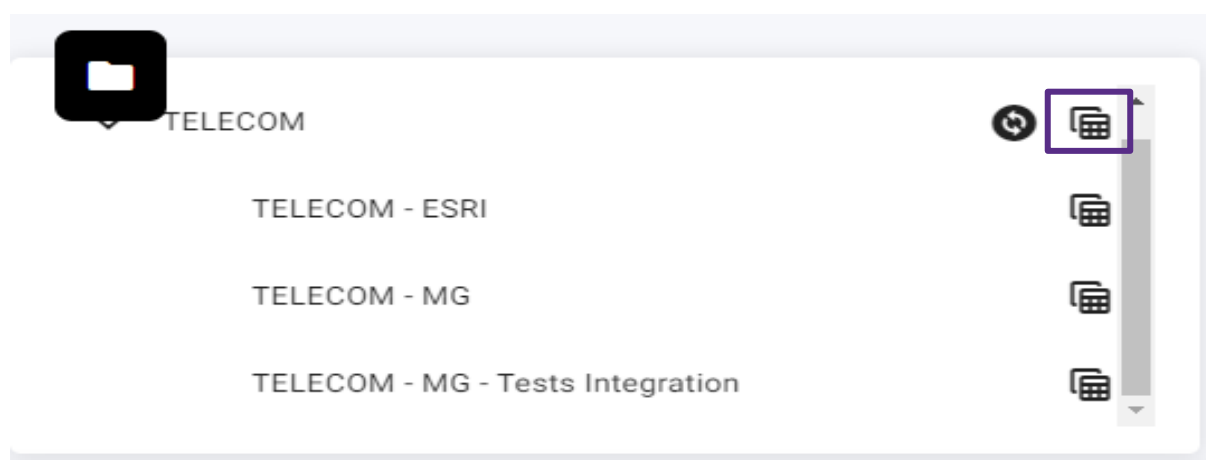 TELECOM
TELECOM - ESRI
TELECOM - MG
TELECOM - MG - Tests Integration